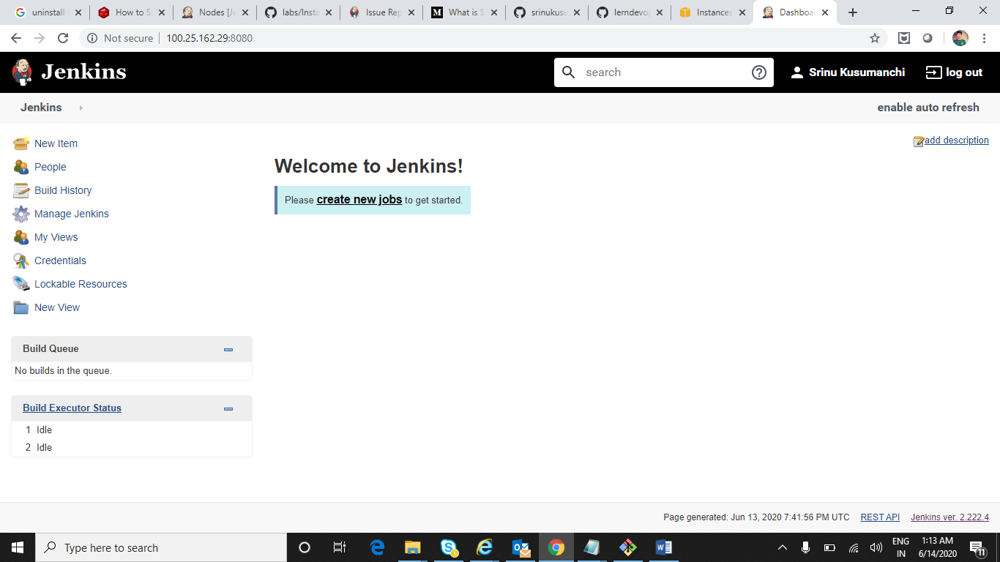 uninstall
How to S
Nodes [Je
labs/Insta
Issue Rep
What is S
srinukusu
lerndevop
Instances
Dashboar
Not secure
100.25.162.29:8080
Jenkins
search
Srinu Kusumanchi
log out
Jenkins
enable auto refresh
New Item
People
Build History
Manage Jenkins
My Views
Credentials
Lockable Resources
New View
add description
Welcome to Jenkins!
Please create new jobs to get started.
Build Queue
No builds in the queue.
Build Executor Status
1 Idle
2 Idle
Page generated: Jun 13, 2020 7:41:56 PM UTC REST API Jenkins ver. 2.222.4
Type here to search
ENG
IN
1:13 AM
6/14/2020
11